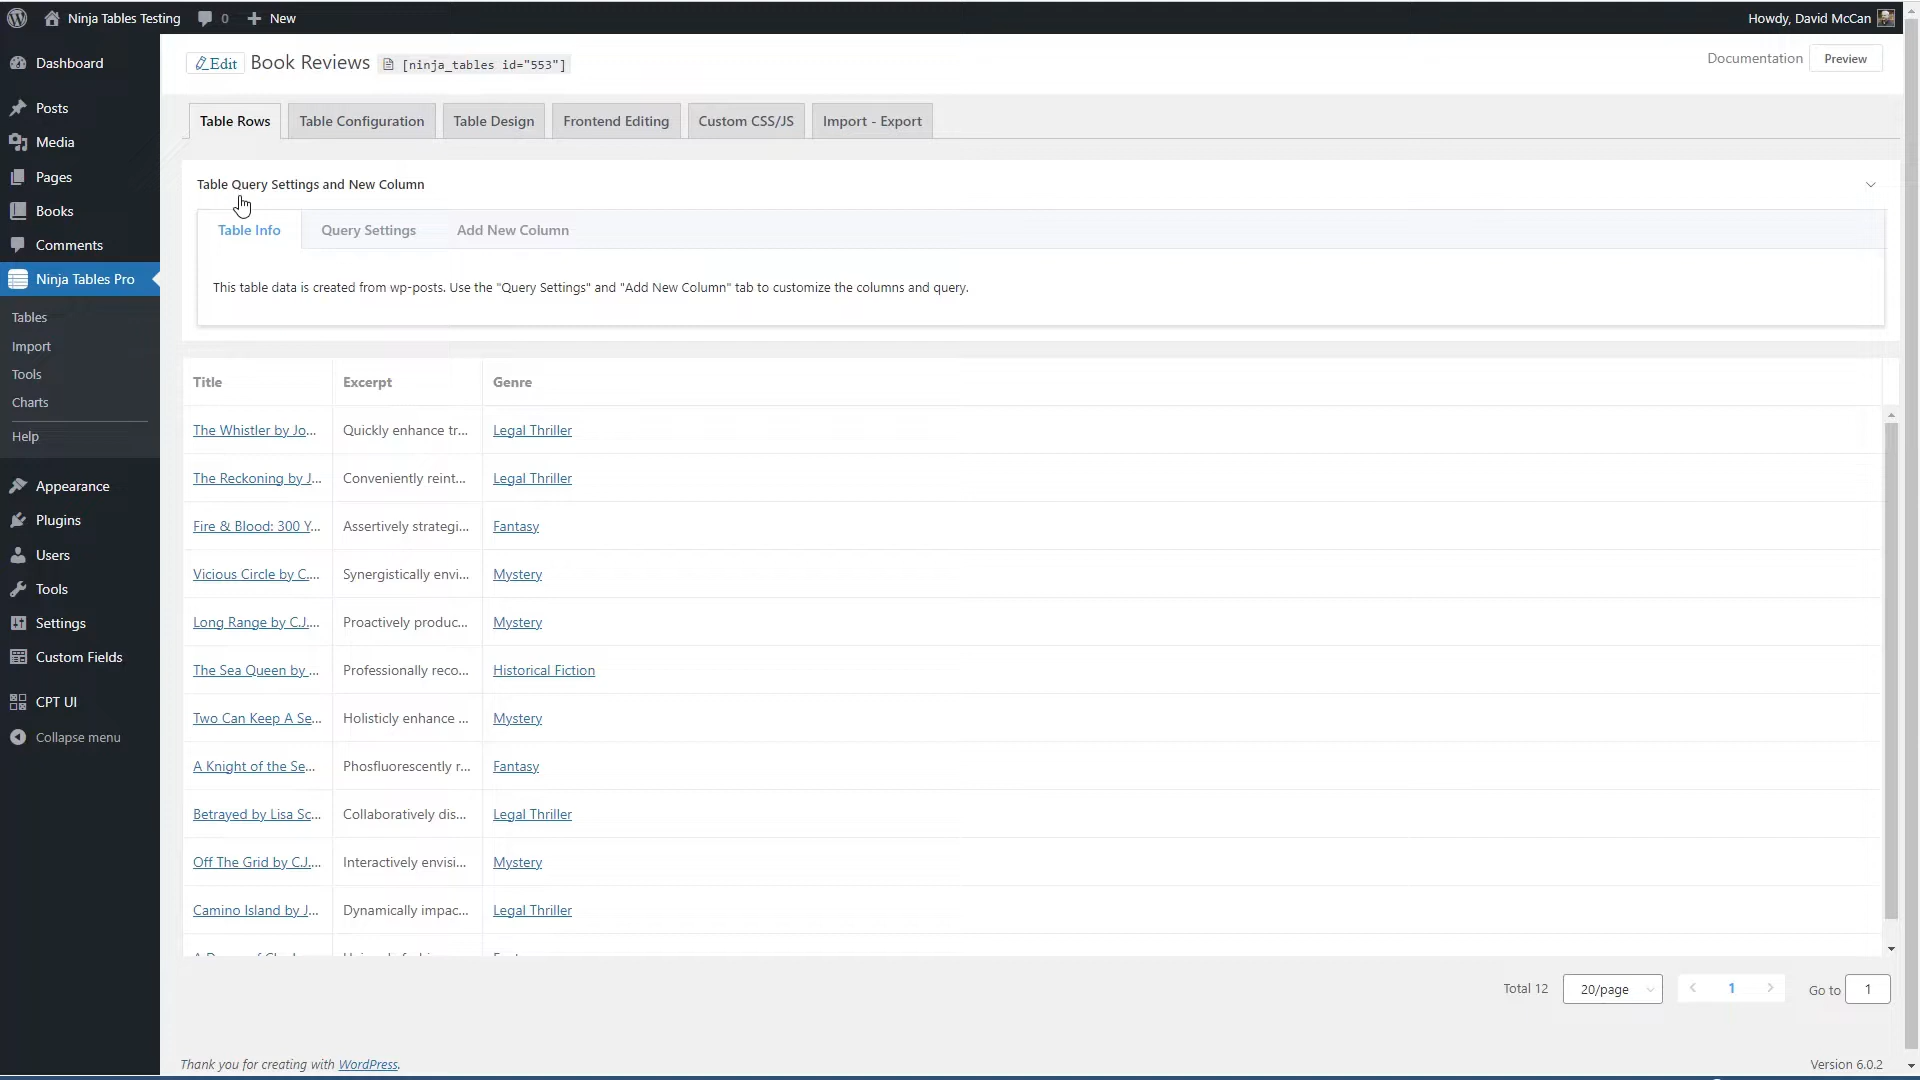 Ninja Tables Testing 0 New Howdy, David McCan
Dashboard
Posts
Media
Pages
Books
Comments
Ninja Tables Pro
Tables
Import
Tools
Charts
Help
Appearance
Plugins
Users
Tools
Settings
Custom Fields
CPT UI
Collapse menu
Edit Book Reviews [ninja_tables id="553"] Documentation Preview
Table Rows Table Configuration Table Design Frontend Editing Custom CSS/JS Import - Export
Table Query Settings and New Column
Table Info Query Settings Add New Column
This table data is created from wp-posts. Use the "Query Settings" and "Add New Column" tab to customize the columns and query.
Title Excerpt Genre
The Whistler by Jo... Quickly enhance tr... Legal Thriller
The Reckoning by J... Conveniently reint... Legal Thriller
Fire & Blood: 300 Y... Assertively strategi... Fantasy
Vicious Circle by C.... Synergistically envi... Mystery
Long Range by C.J.... Proactively produc... Mystery
The Sea Queen by ... Professionally reco... Historical Fiction
Two Can Keep A Se... Holisticly enhance ... Mystery
A Knight of the Se... Phosfluorescently r... Fantasy
Betrayed by Lisa Sc... Collaboratively dis... Legal Thriller
Off The Grid by C.J.... Interactively envisi... Mystery
Camino Island by J... Dynamically impac... Legal Thriller
Total 12 20/page 1 Go to 1
Thank you for creating with WordPress. Version 6.0.2